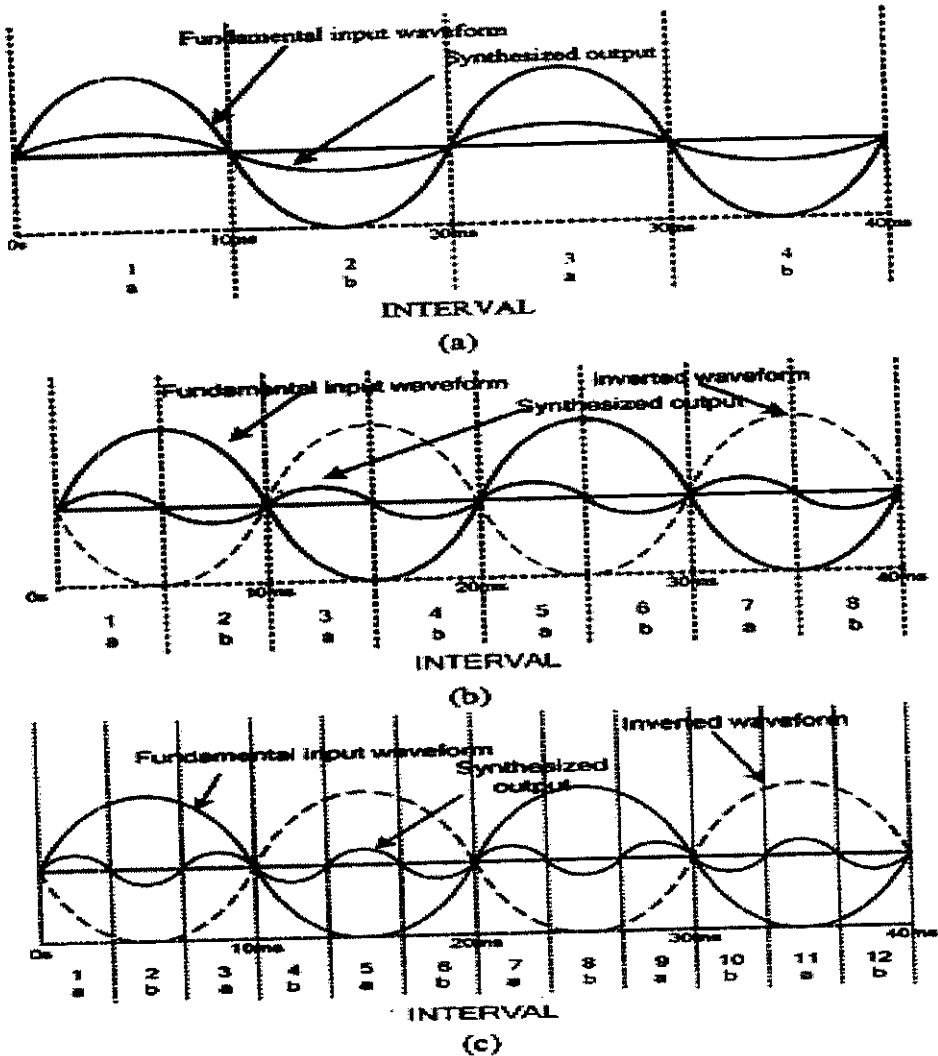 Fundamental input waveform
Synthesized output
0s 10ms 20ms 30ms 40ms
1 2 3 4
a b a b
INTERVAL
(a)
Fundamental input waveform
Inverted waveform
Synthesized output
0s 10ms 20ms 30ms 40ms
1 2 3 4 5 6 7 8
a b a b a b a b
INTERVAL
(b)
Inverted waveform
Fundamental input waveform
Synthesized
output
0s 10ms 20ms 30ms 40ms
1 2 3 4 5 6 7 8 9 10 11 12
a b a b a b a b a b a b
INTERVAL
(c)